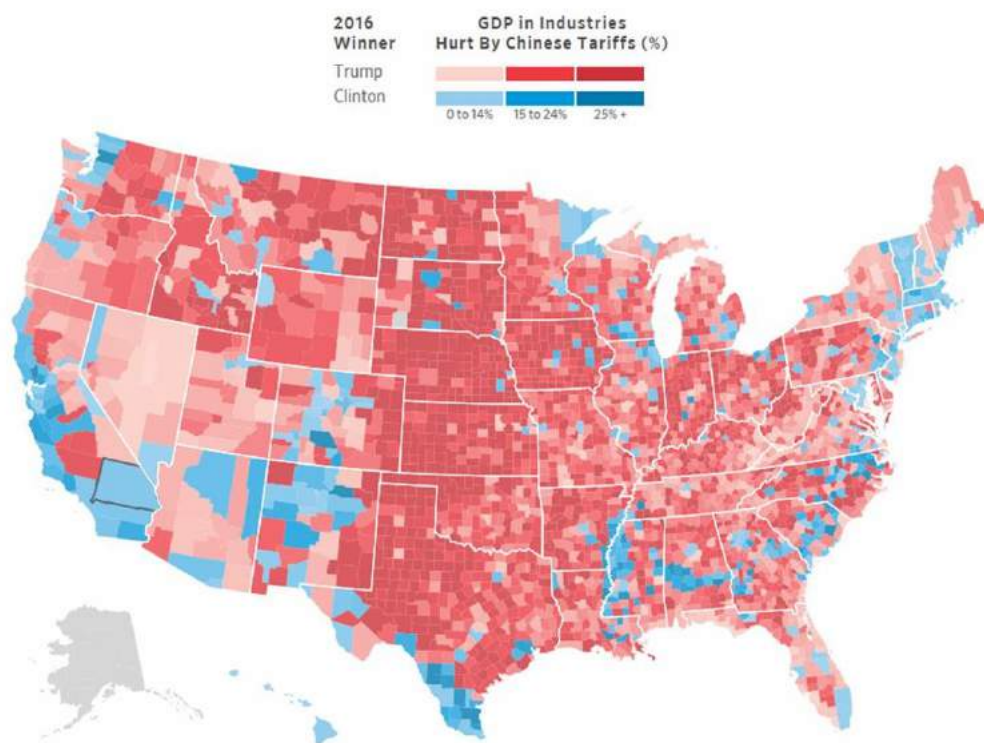 2016 GDP in Industries
Winner Hurt By Chinese Tariffs (%)
Trump
Clinton
0 to 14% 15 to 24% 25% +